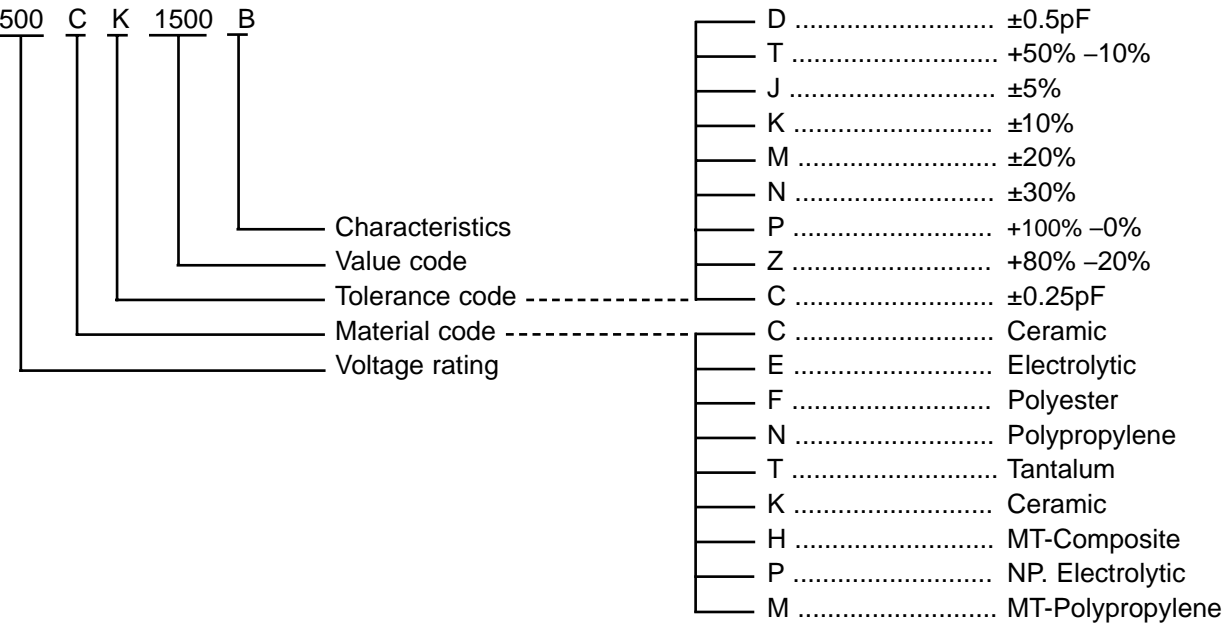 500 C K 1500 B
Characteristics
Value code
Tolerance code
Material code
Voltage rating
D ........................... ±0.5pF
T ............................ +50% –10%
J ............................ ±5%
K ........................... ±10%
M ........................... ±20%
N ........................... ±30%
P ........................... +100% –0%
Z ........................... +80% –20%
C ........................... ±0.25pF
C ........................... Ceramic
E ........................... Electrolytic
F ........................... Polyester
N ........................... Polypropylene
T ............................ Tantalum
K ........................... Ceramic
H ........................... MT-Composite
P ........................... NP. Electrolytic
M ........................... MT-Polypropylene